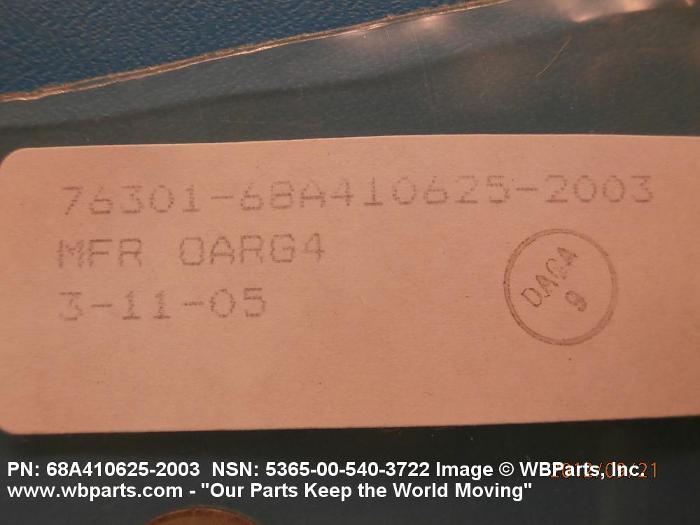 76301-68A410625-2003
MFR 0ARG4
3-11-05
DACA
9
PN: 68A410625-2003 NSN: 5365-00-540-3722 Image © WBParts, Inc.
www.wbparts.com - "Our Parts Keep the World Moving"